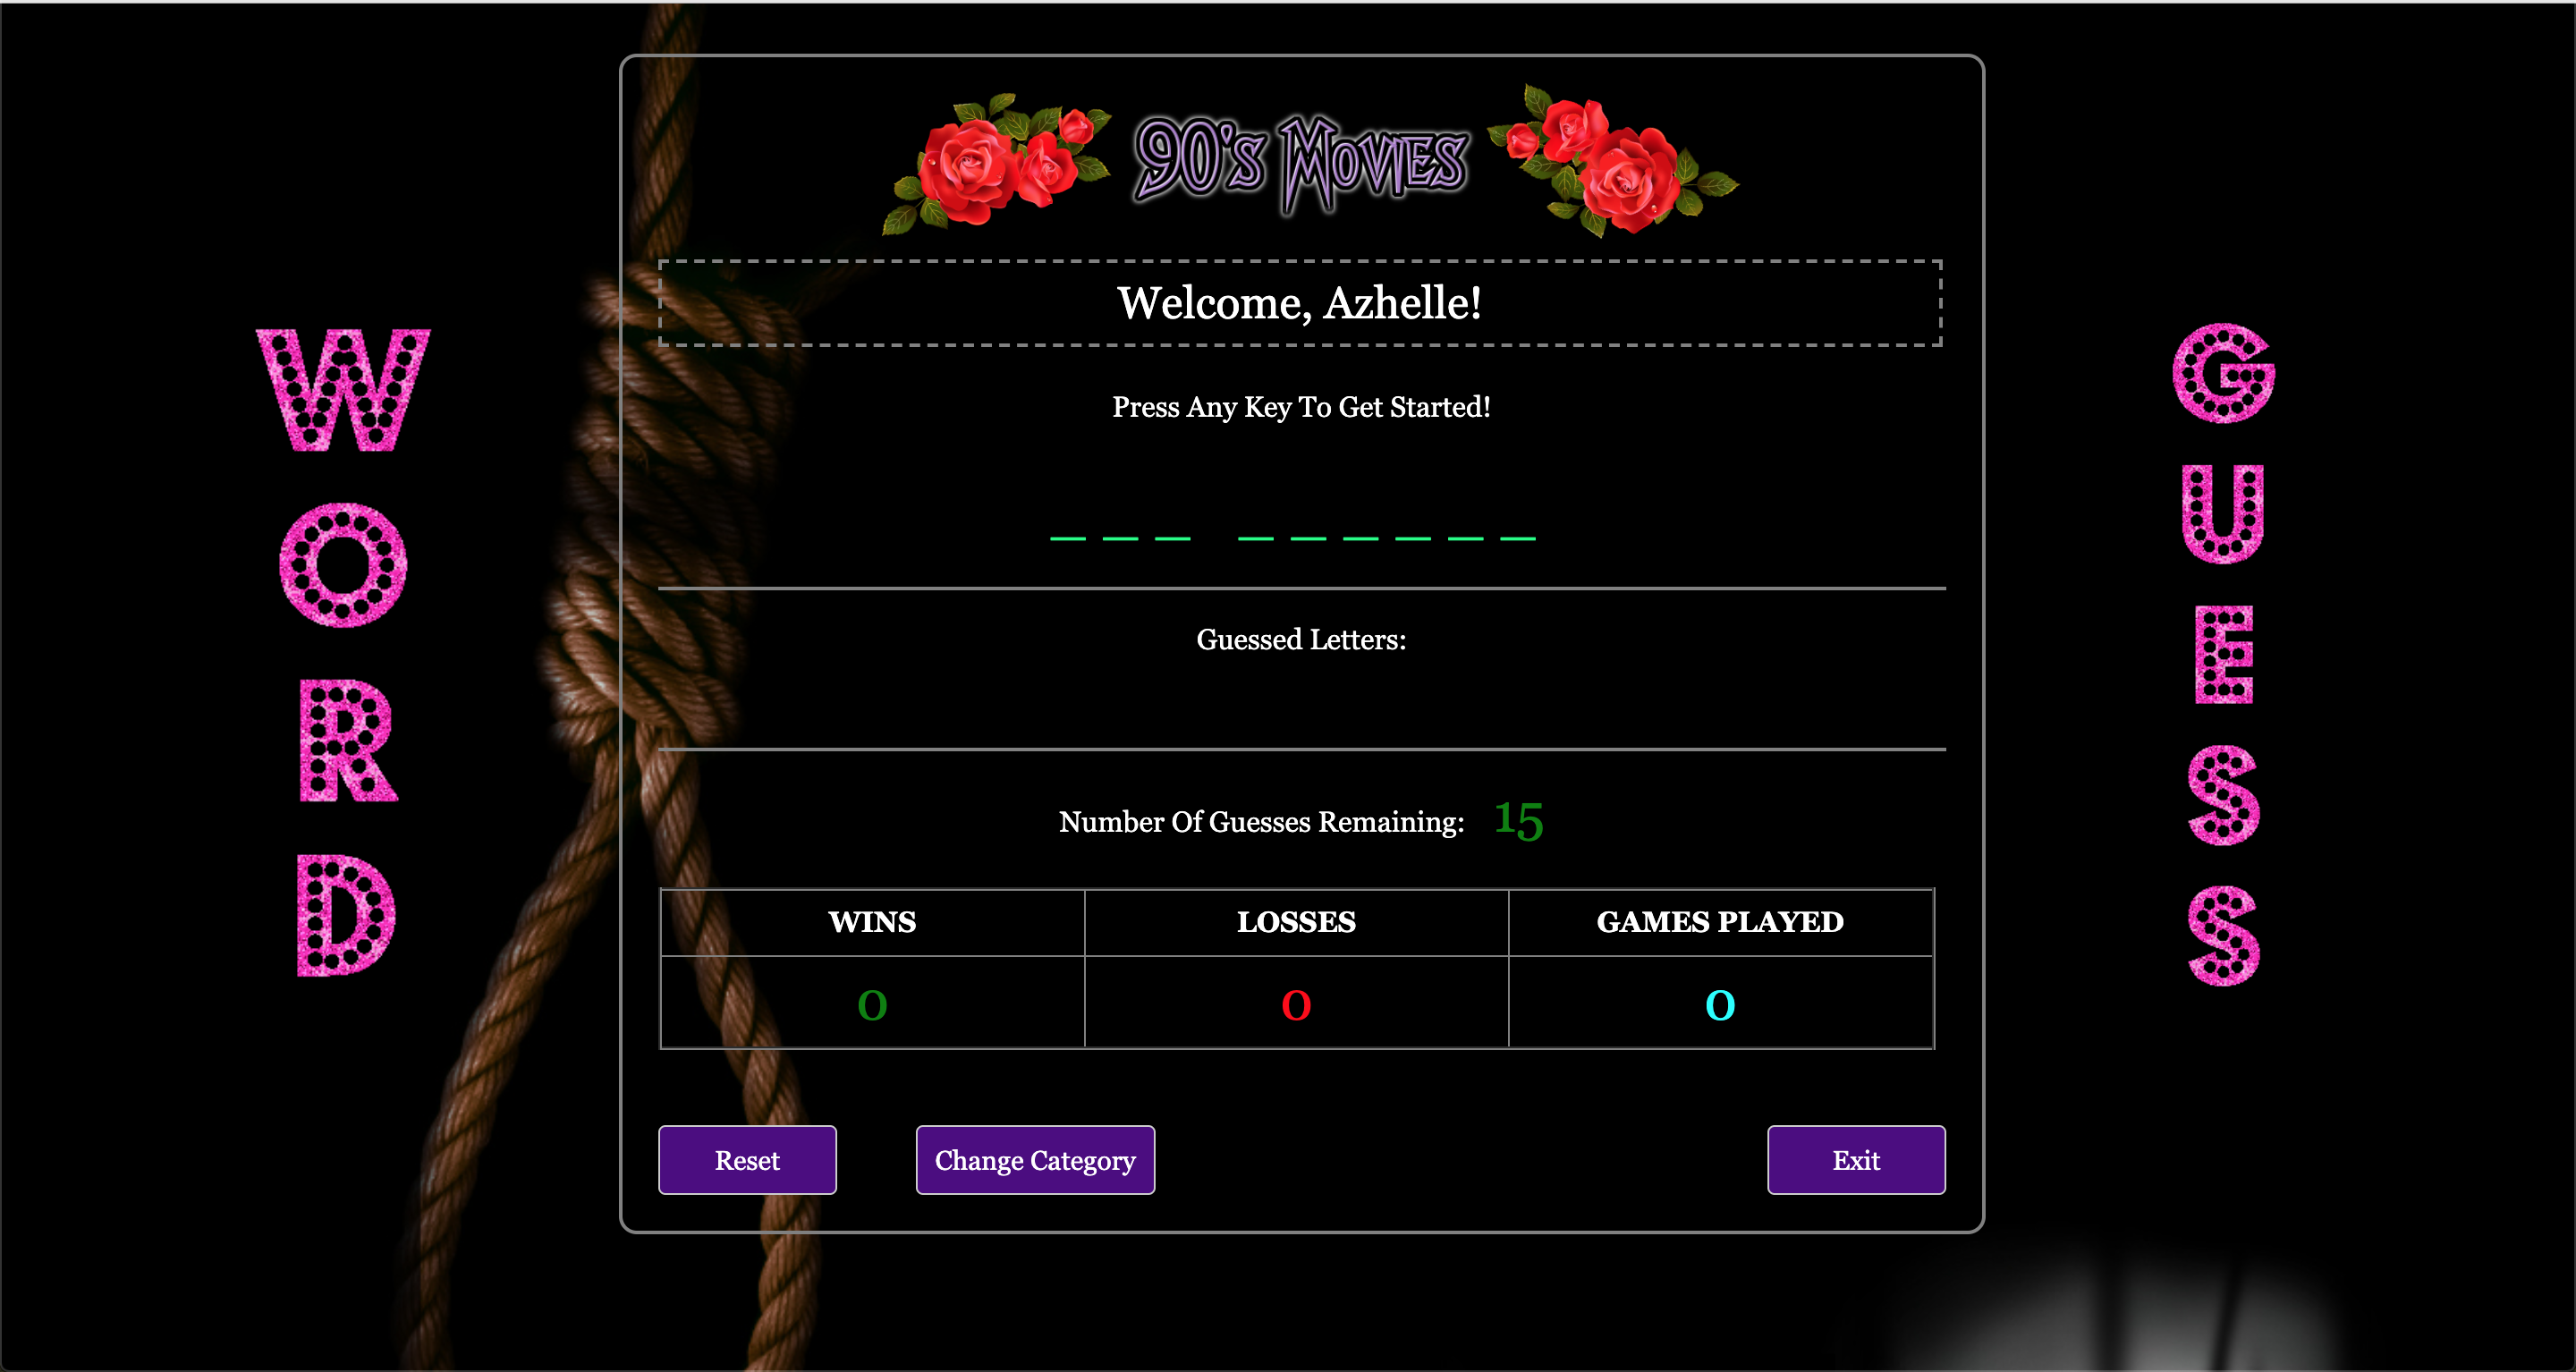 90's Movies
Welcome, Azhelle!
Press Any Key To Get Started!
Guessed Letters:
Number Of Guesses Remaining: 15
WINS LOSSES GAMES PLAYED
0 0 0
Reset Change Category Exit
WORD
GUESS